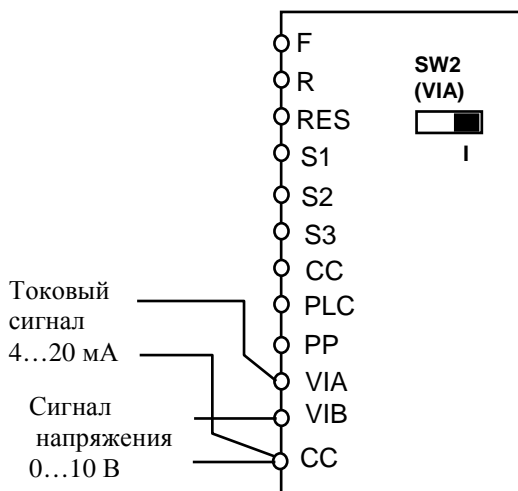 F
R
RES
S1
S2
S3
CC
PLC
PP
VIA
VIB
CC
SW2
(VIA)
I
Токовый
сигнал
4…20 мА
Сигнал
напряжения
0…10 В